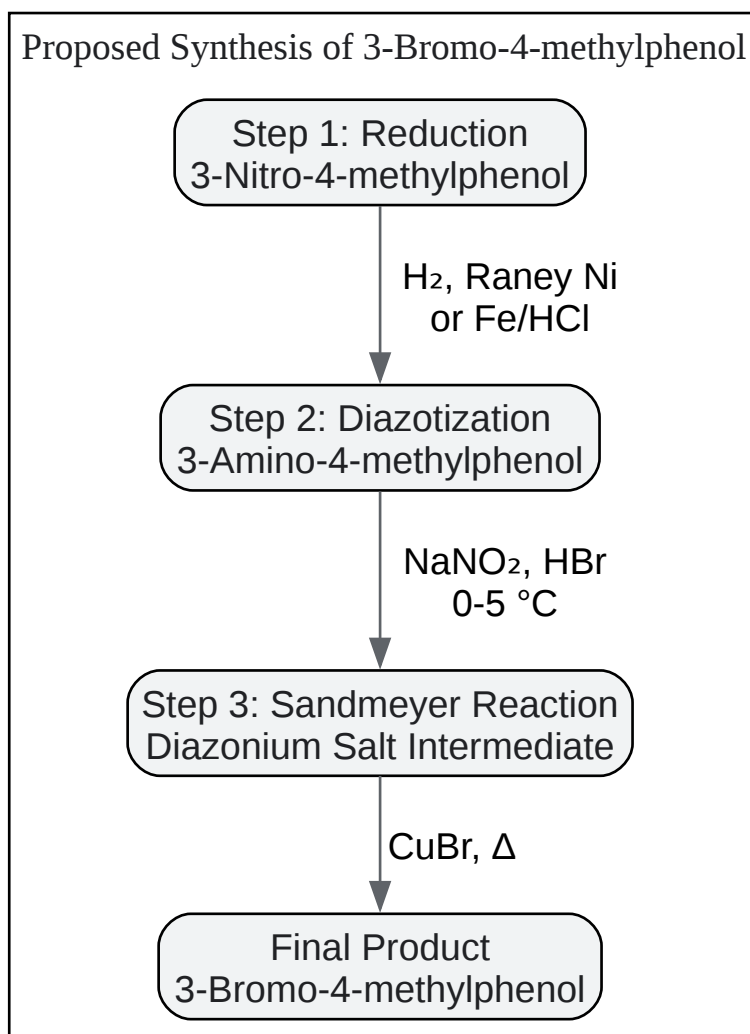 Proposed Synthesis of 3-Bromo-4-methylphenol
Step 1: Reduction
3-Nitro-4-methylphenol
H₂, Raney Ni
or Fe/HCl
Step 2: Diazotization
3-Amino-4-methylphenol
NaNO₂, HBr
0-5 °C
Step 3: Sandmeyer Reaction
Diazonium Salt Intermediate
CuBr, Δ
Final Product
3-Bromo-4-methylphenol